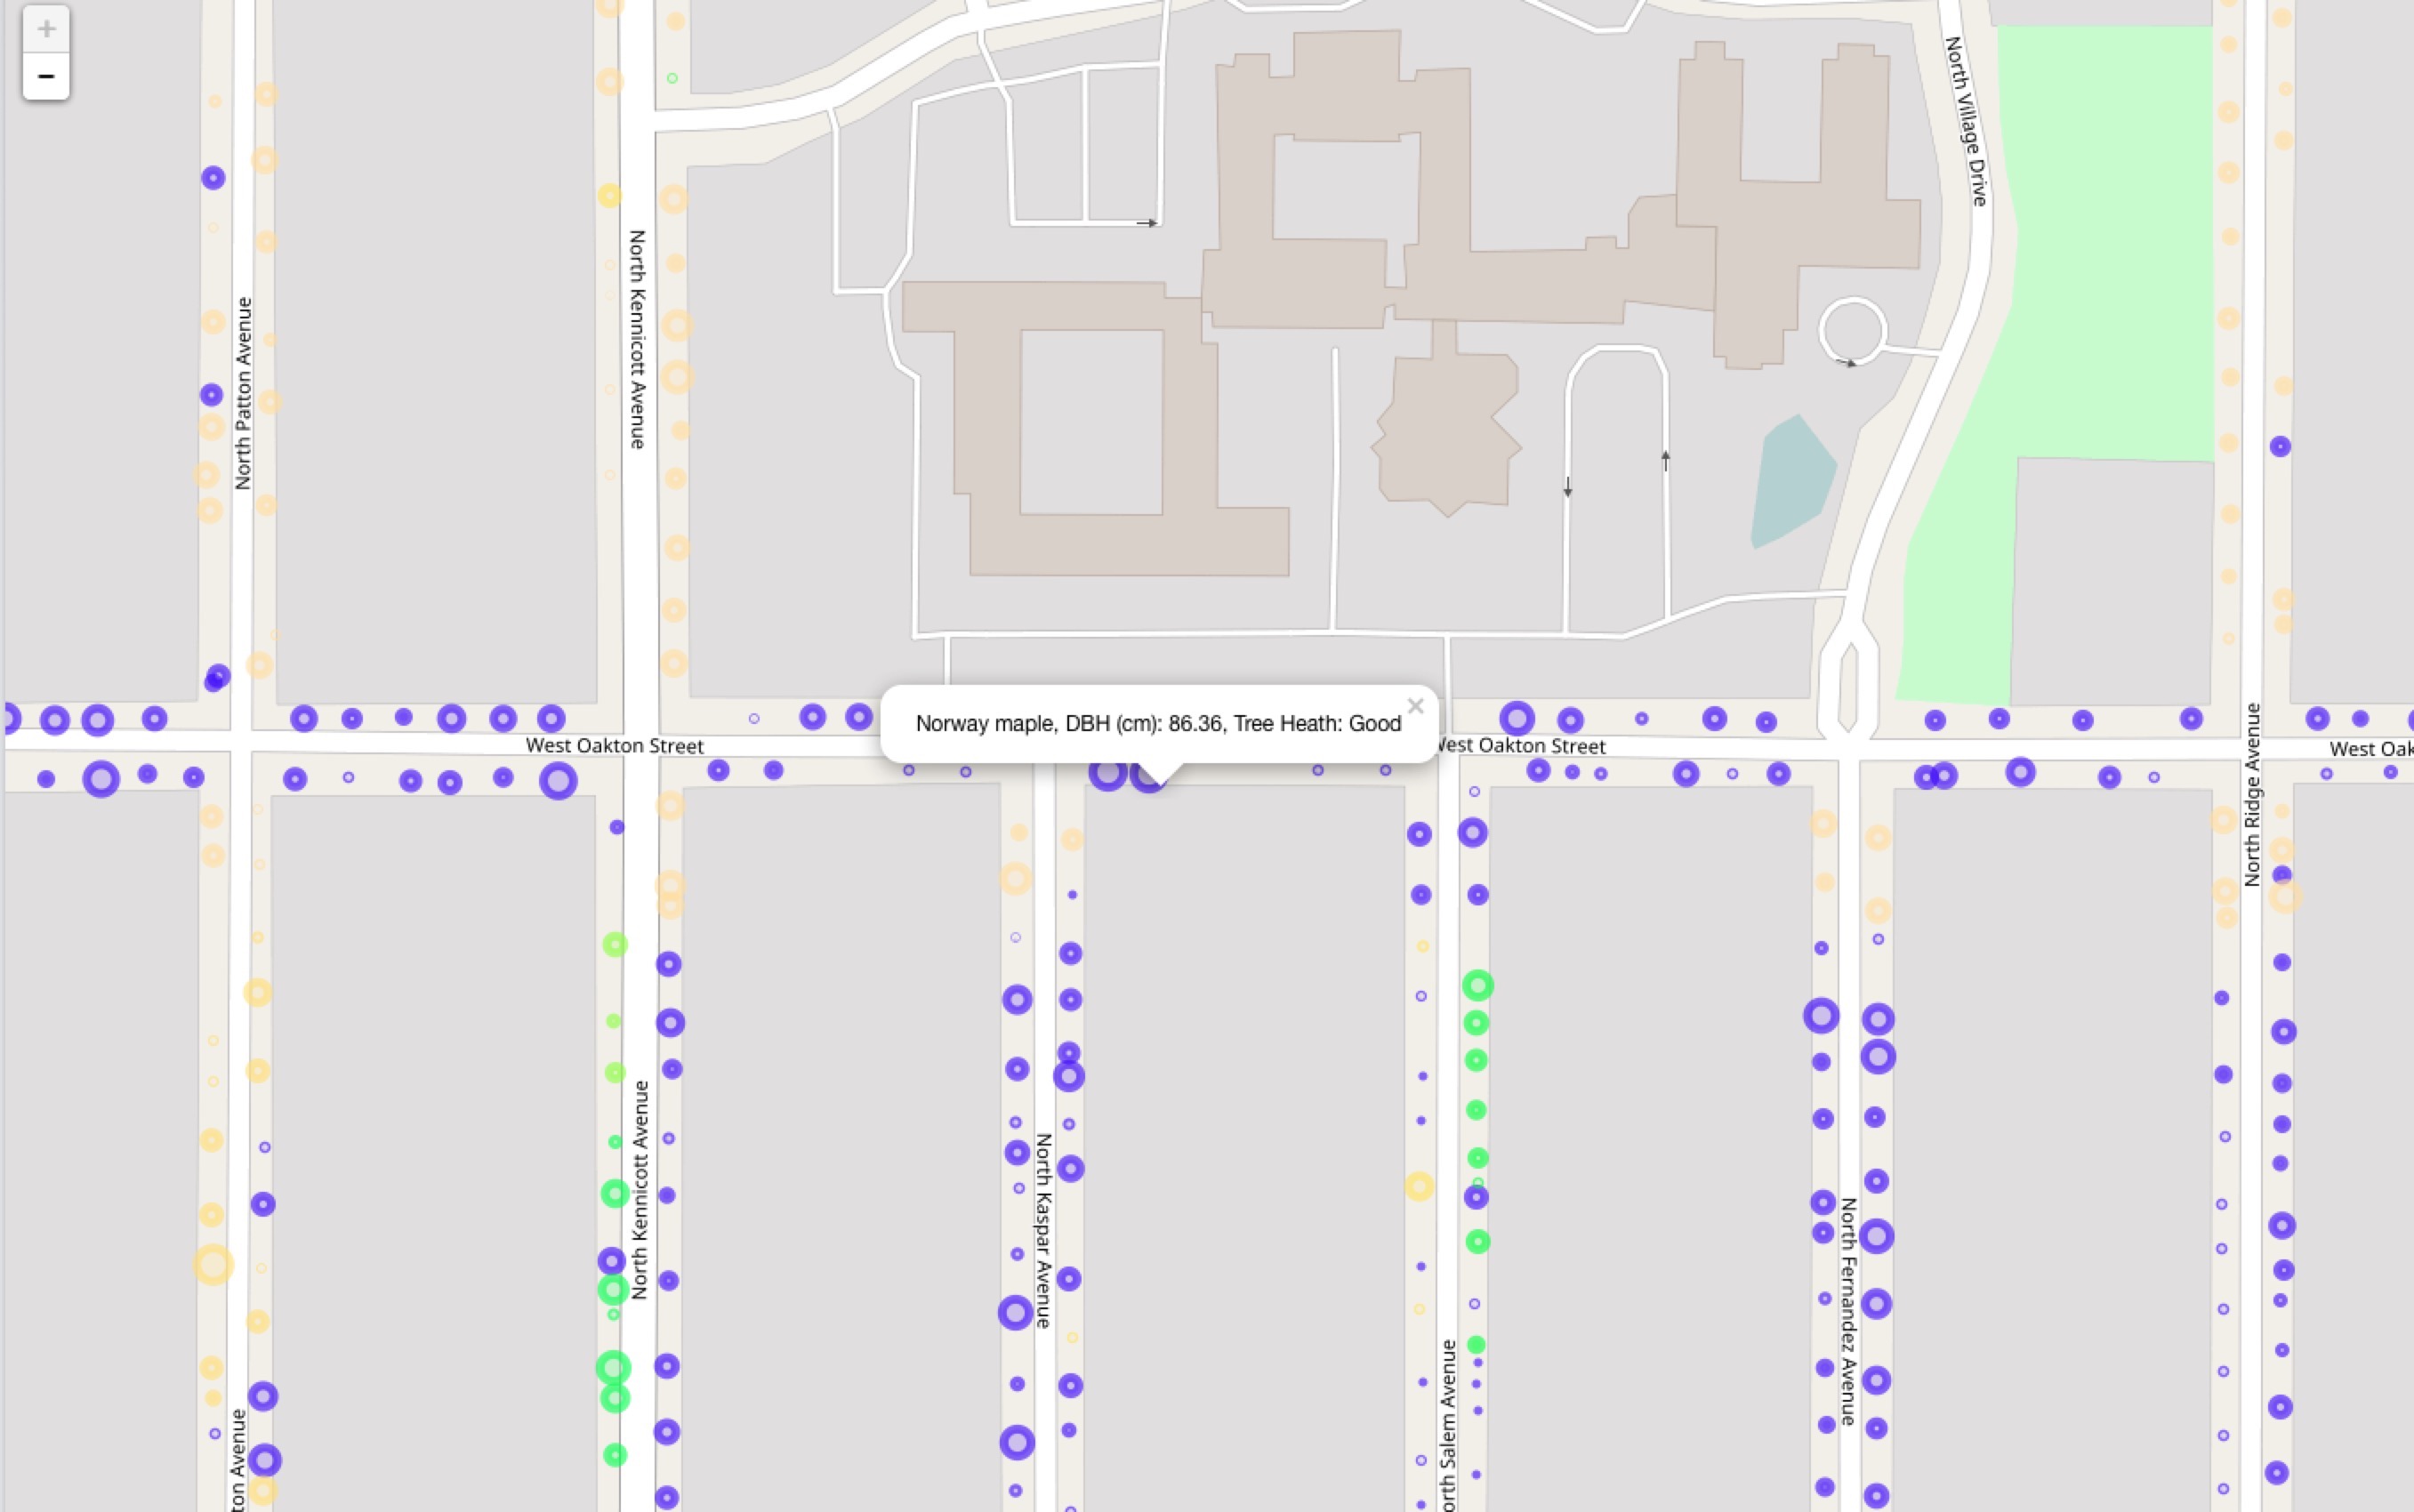 +
−
North Village Drive
North Kennicott Avenue
North Patton Avenue
×
Norway maple, DBH (cm): 86.36, Tree Heath: Good
West Oakton Street
West Oakton Street
West Oak
North Ridge Avenue
North Kennicott Avenue
North Kaspar Avenue
North Fernandez Avenue
orth Salem Avenue
ton Avenue